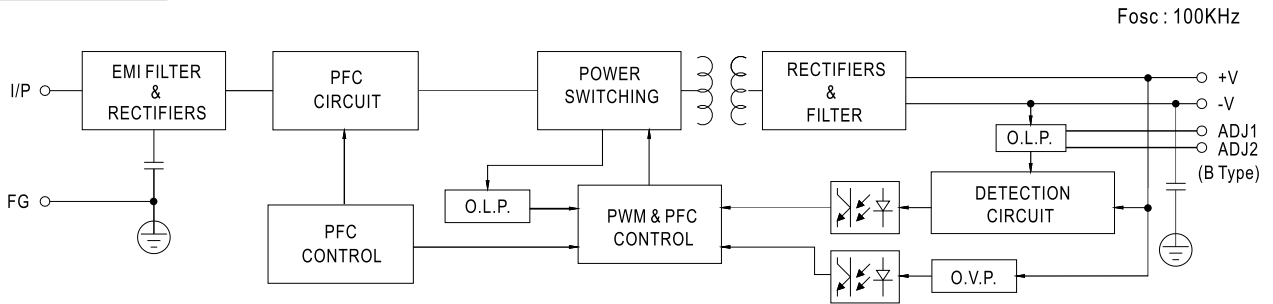 Fosc : 100KHz
I/P
EMI FILTER
&
RECTIFIERS
PFC
CIRCUIT
POWER
SWITCHING
RECTIFIERS
&
FILTER
+V
-V
O.L.P.
ADJ1
ADJ2
(B Type)
FG
O.L.P.
PFC
CONTROL
PWM & PFC
CONTROL
DETECTION
CIRCUIT
O.V.P.